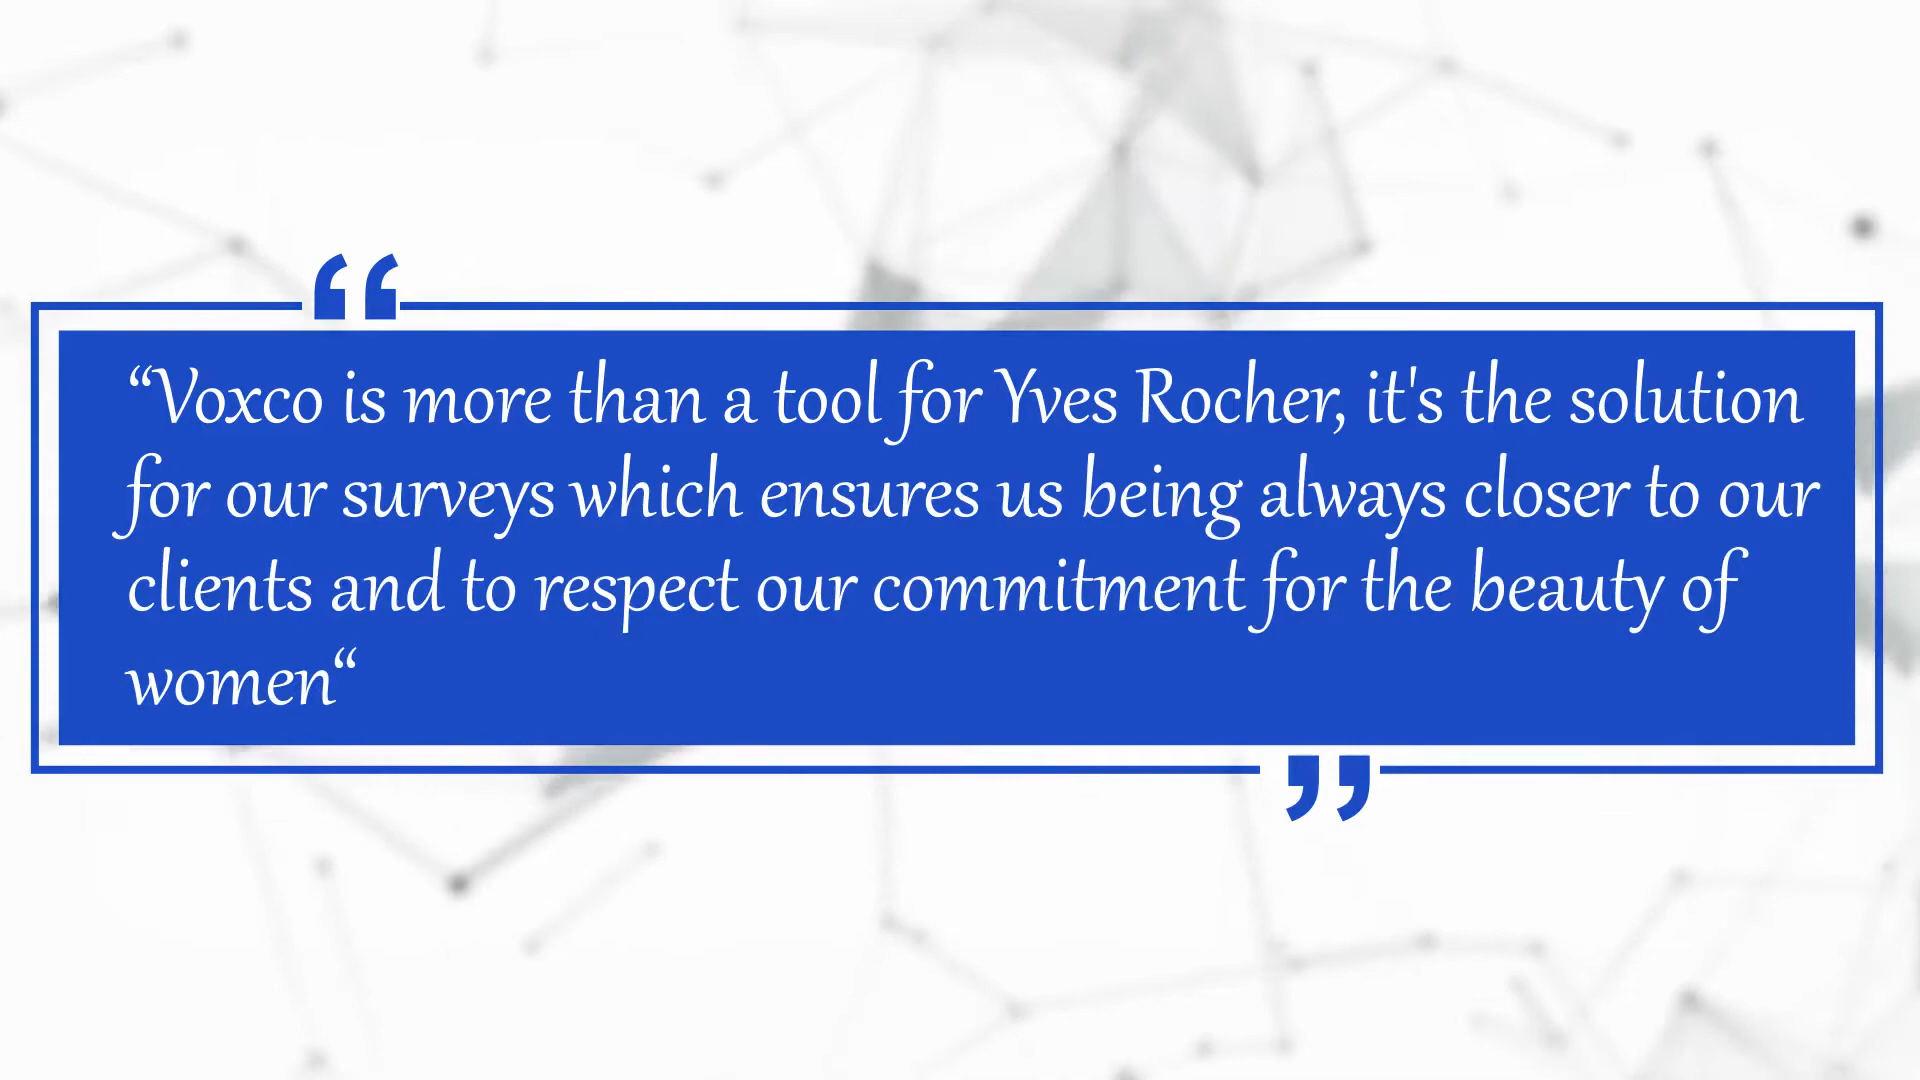 “Voxco is more than a tool for Yves Rocher, it's the solution
for our surveys which ensures us being always closer to our
clients and to respect our commitment for the beauty of
women“